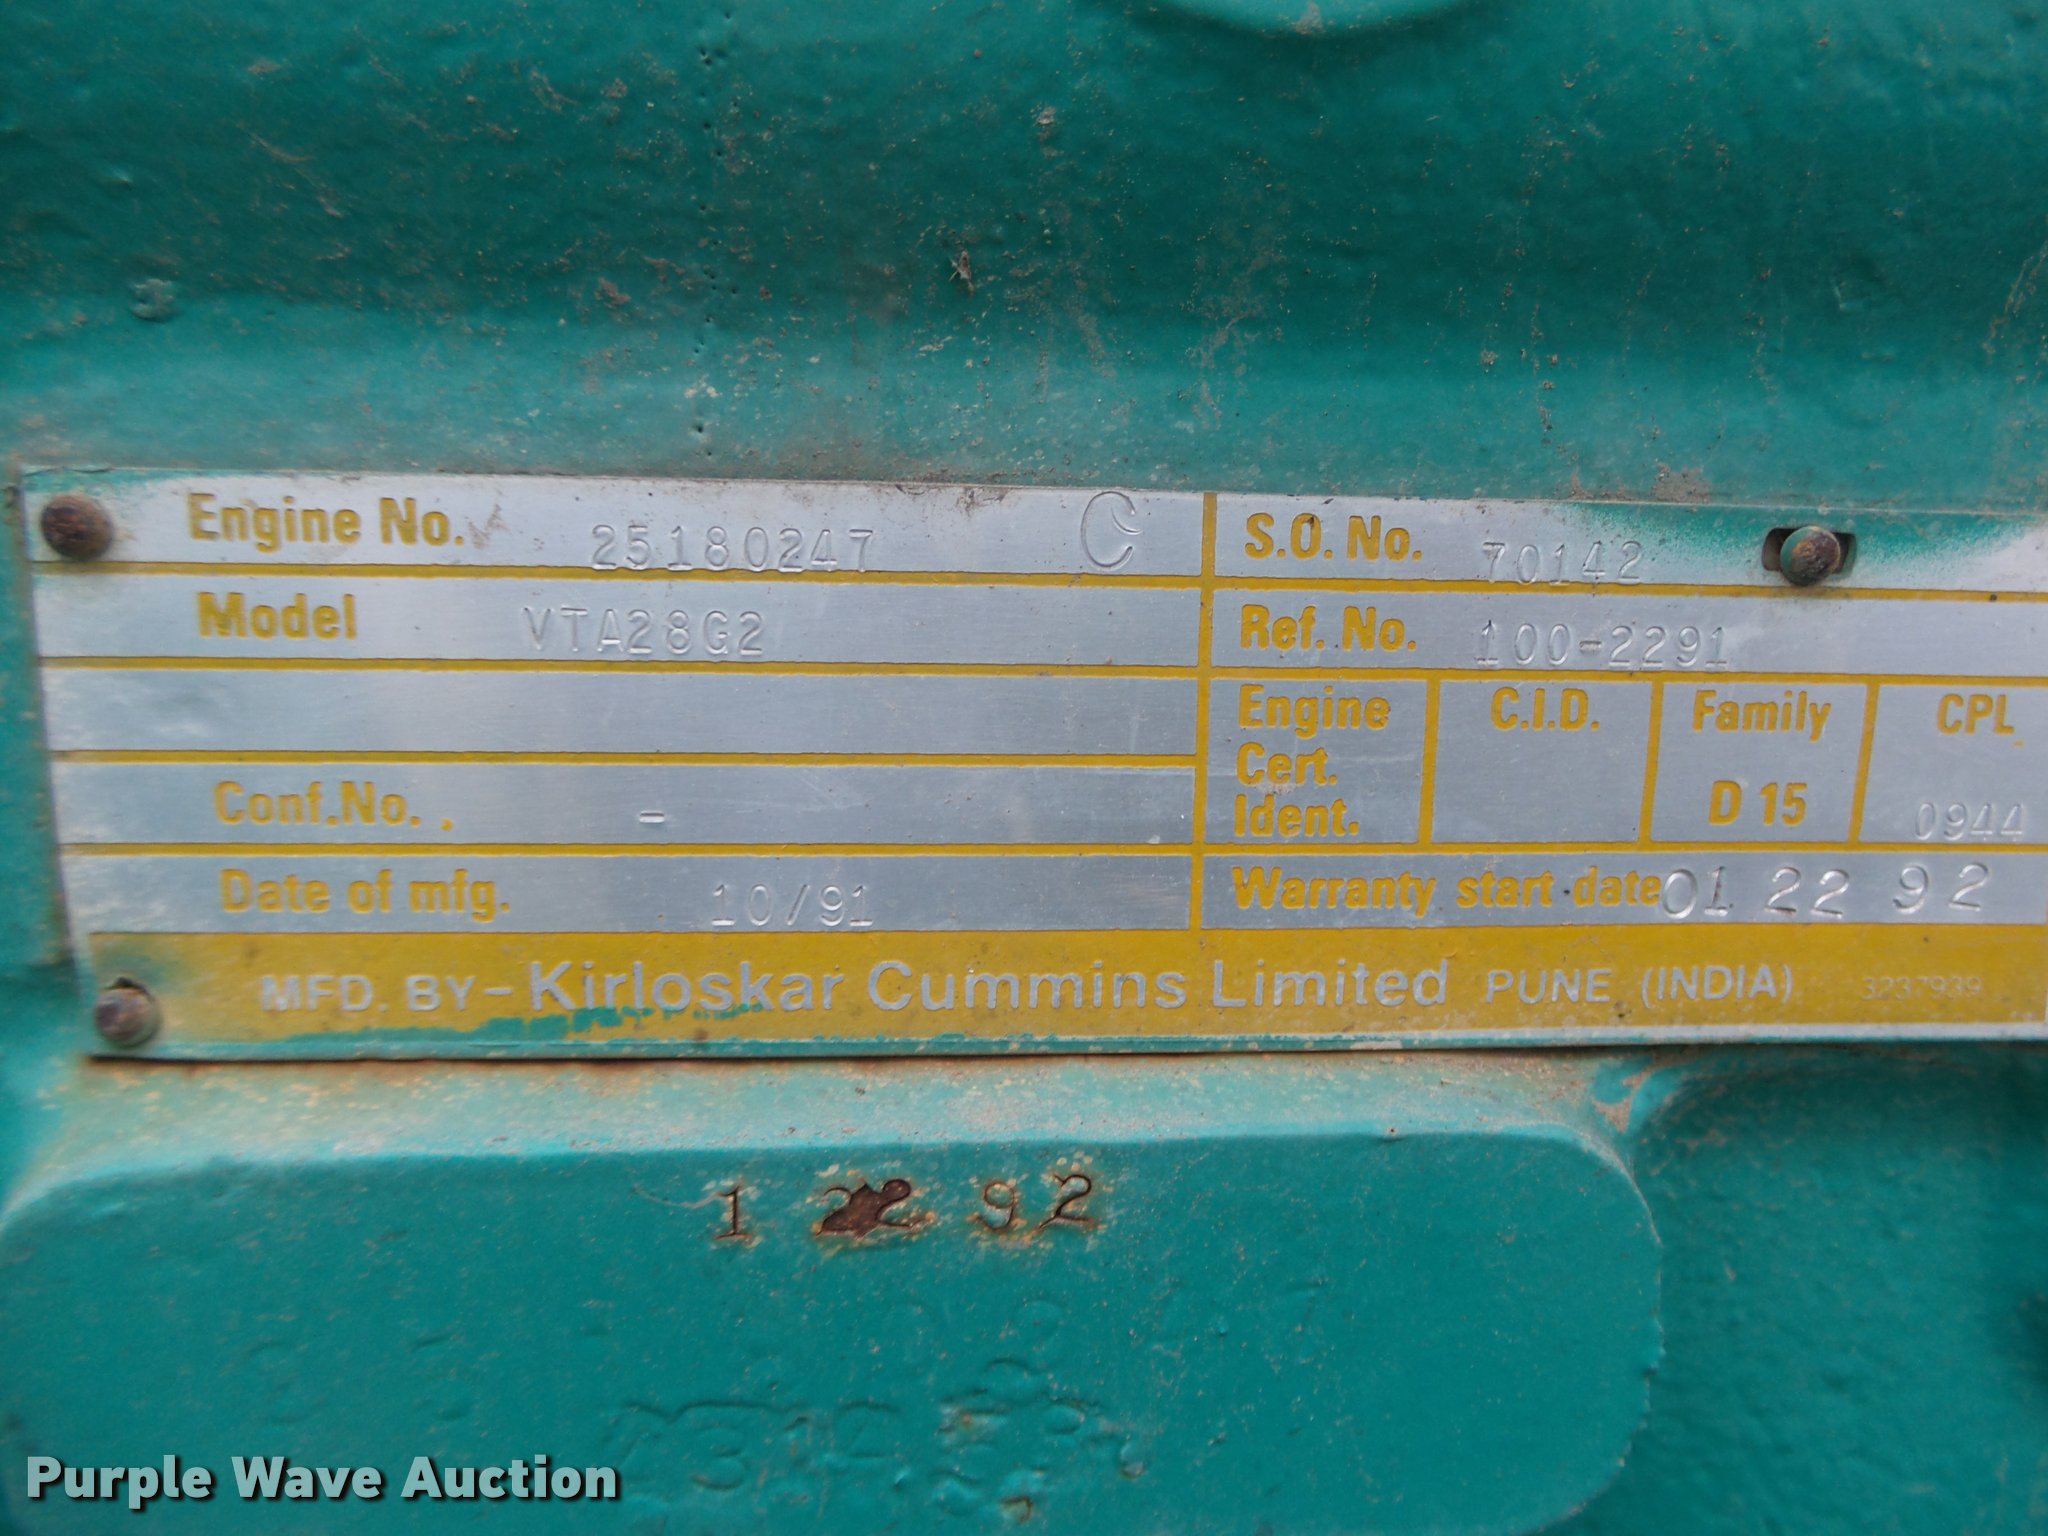 Engine No. 25180247 C
S.O. No. 70142
Model VTA28G2
Ref. No. 100-2291
Engine Cert. Ident.
C.I.D.
Family D 15
CPL 0944
Conf.No. . -
Date of mfg. 10/91
Warranty start date 01 22 92
MFD. BY - Kirloskar Cummins Limited PUNE (INDIA) 3237939
1 22 92
Purple Wave Auction